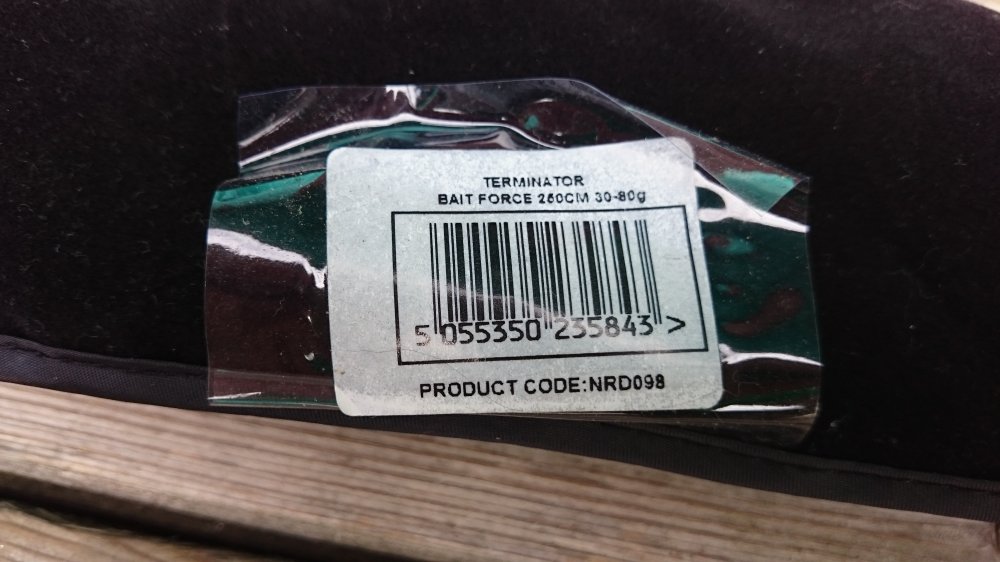 TERMINATOR
BAIT FORCE 260CM 30-80g
5 055350 235843 >
PRODUCT CODE:NRD098